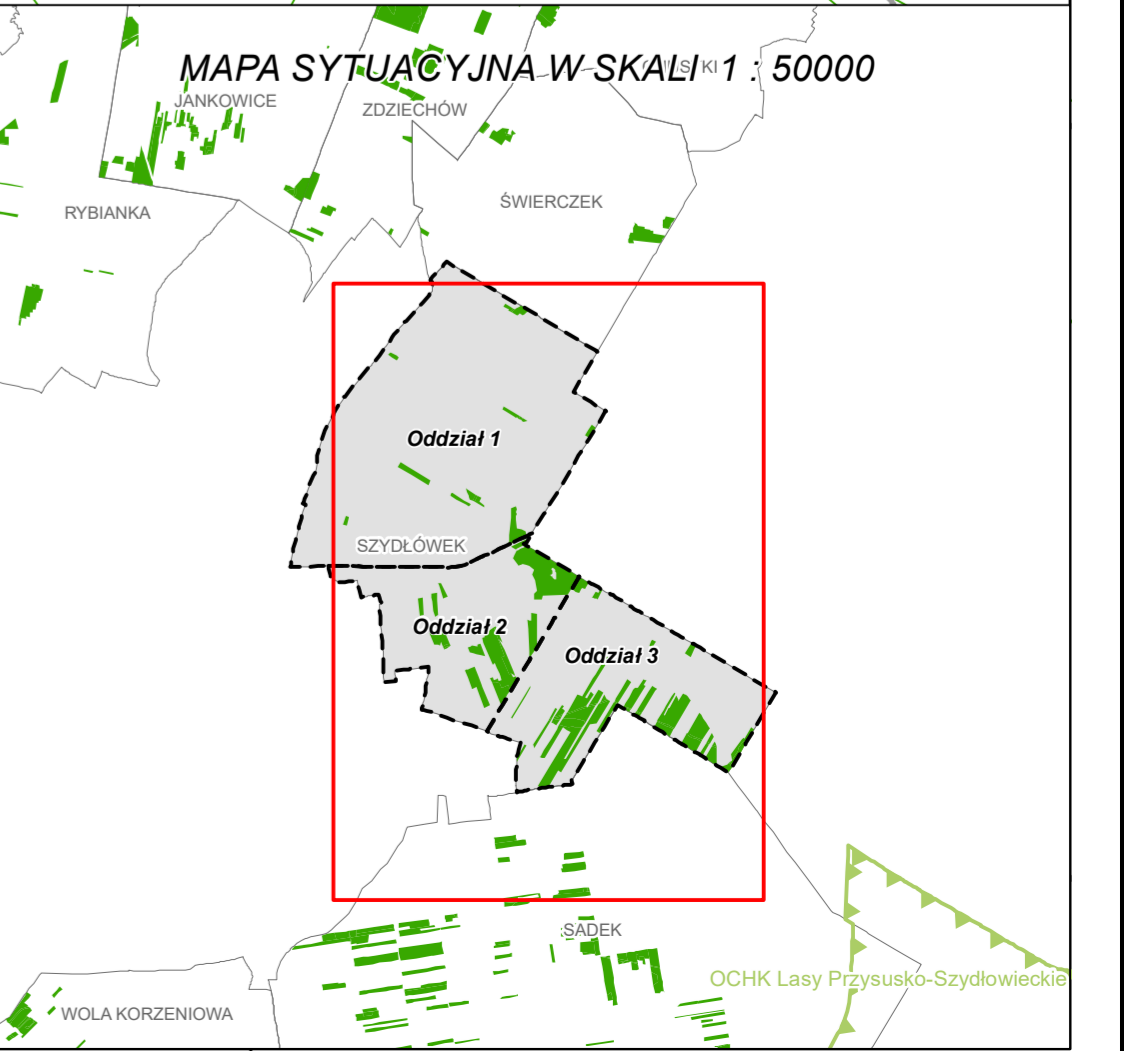 MAPA SYTUACYJNA W SKALI 1 : 50000
JANKOWICE
ZDZIECHÓW
RYBIANKA
ŚWIERCZEK
Oddział 1
SZYDŁÓWEK
Oddział 2
Oddział 3
SADEK
OCHK Lasy Przysusko-Szydłowieckie
WOLA KORZENIOWA